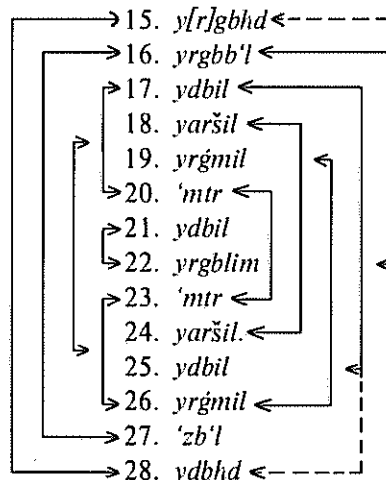 15. y[r]gbhd
16. yrgbb‘l
17. ydbil
18. yaršil
19. yrǵmil
20. ‘mtr
21. ydbil
22. yrgblim
23. ‘mtr
24. yaršil.
25. ydbil
26. yrǵmil
27. ‘zb‘l
28. ydbhd